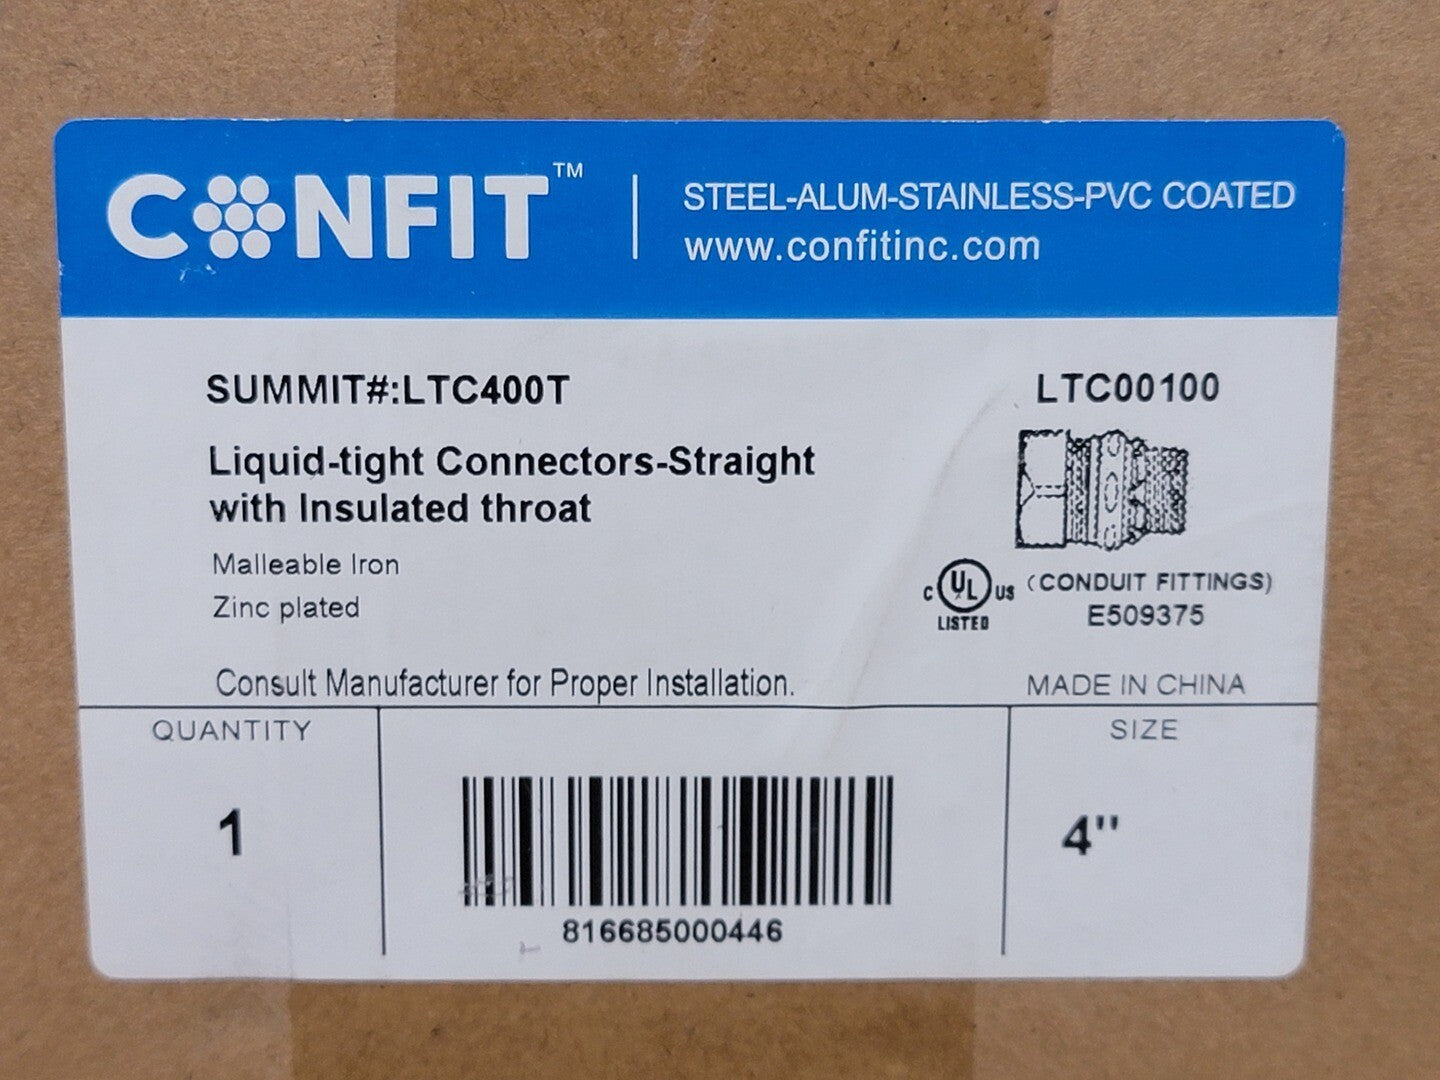 CONFIT™
STEEL-ALUM-STAINLESS-PVC COATED
www.confitinc.com
SUMMIT#:LTC400T
LTC00100
Liquid-tight Connectors-Straight
with Insulated throat
Malleable Iron
Zinc plated
C UL US LISTED
(CONDUIT FITTINGS)
E509375
Consult Manufacturer for Proper Installation.
MADE IN CHINA
QUANTITY
1
816685000446
SIZE
4"